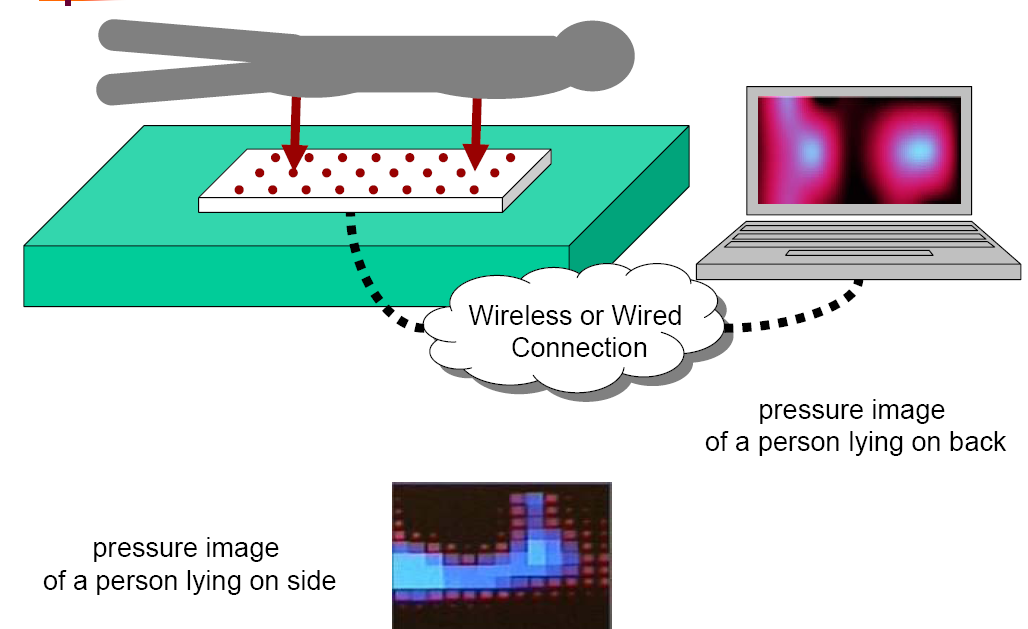 Wireless or Wired
Connection
pressure image
of a person lying on back
pressure image
of a person lying on side